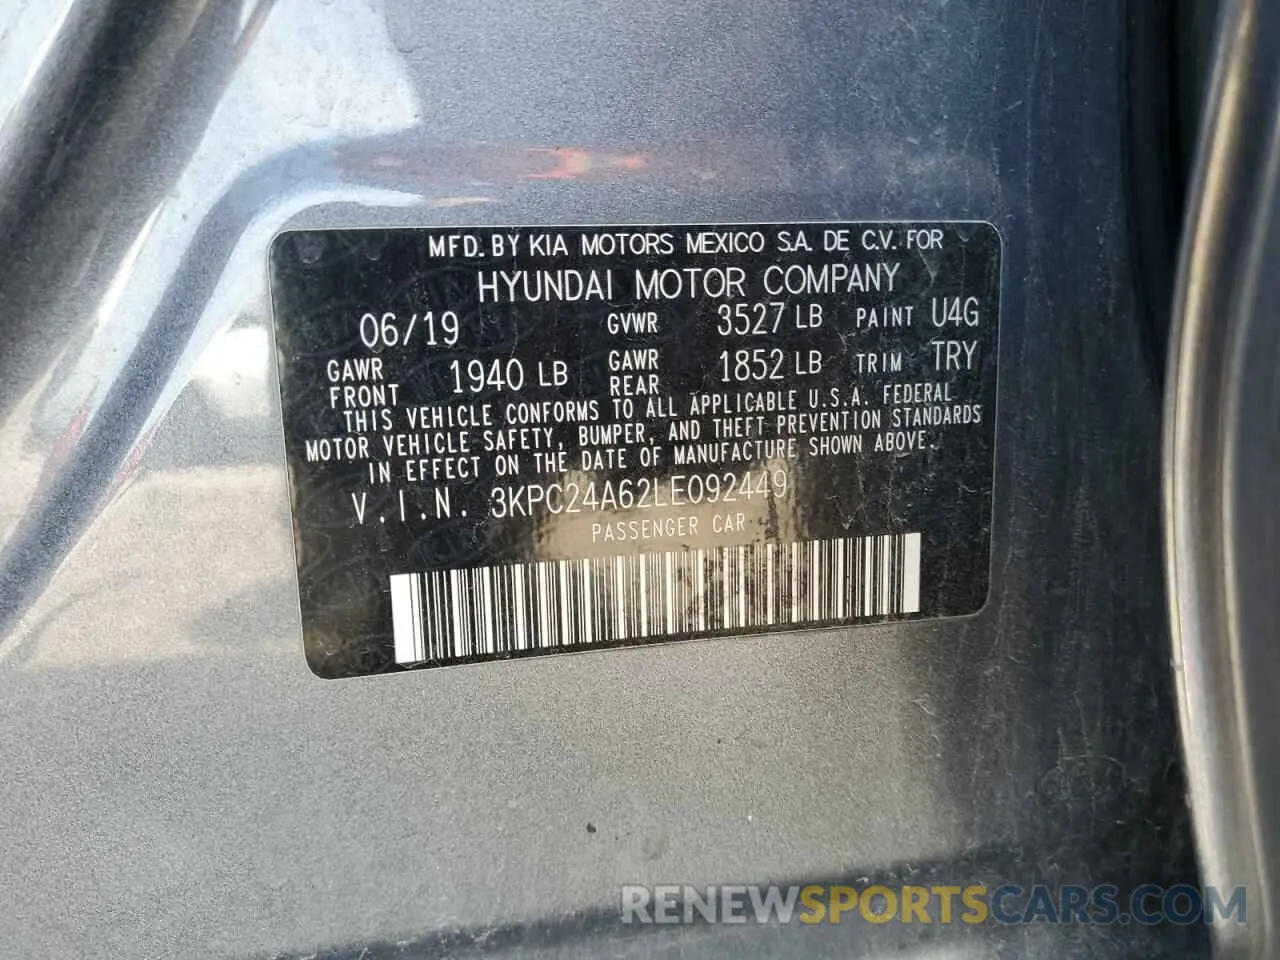 MFD. BY KIA MOTORS MEXICO S.A. DE C.V. FOR
HYUNDAI MOTOR COMPANY
06/19 GVWR 3527 LB PAINT U4G
GAWR FRONT 1940 LB GAWR REAR 1852 LB TRIM TRY
THIS VEHICLE CONFORMS TO ALL APPLICABLE U.S.A. FEDERAL
MOTOR VEHICLE SAFETY, BUMPER, AND THEFT PREVENTION STANDARDS
IN EFFECT ON THE DATE OF MANUFACTURE SHOWN ABOVE.
V.I.N. 3KPC24A62LE092449
PASSENGER CAR
RENEWSPORTSCARS.COM